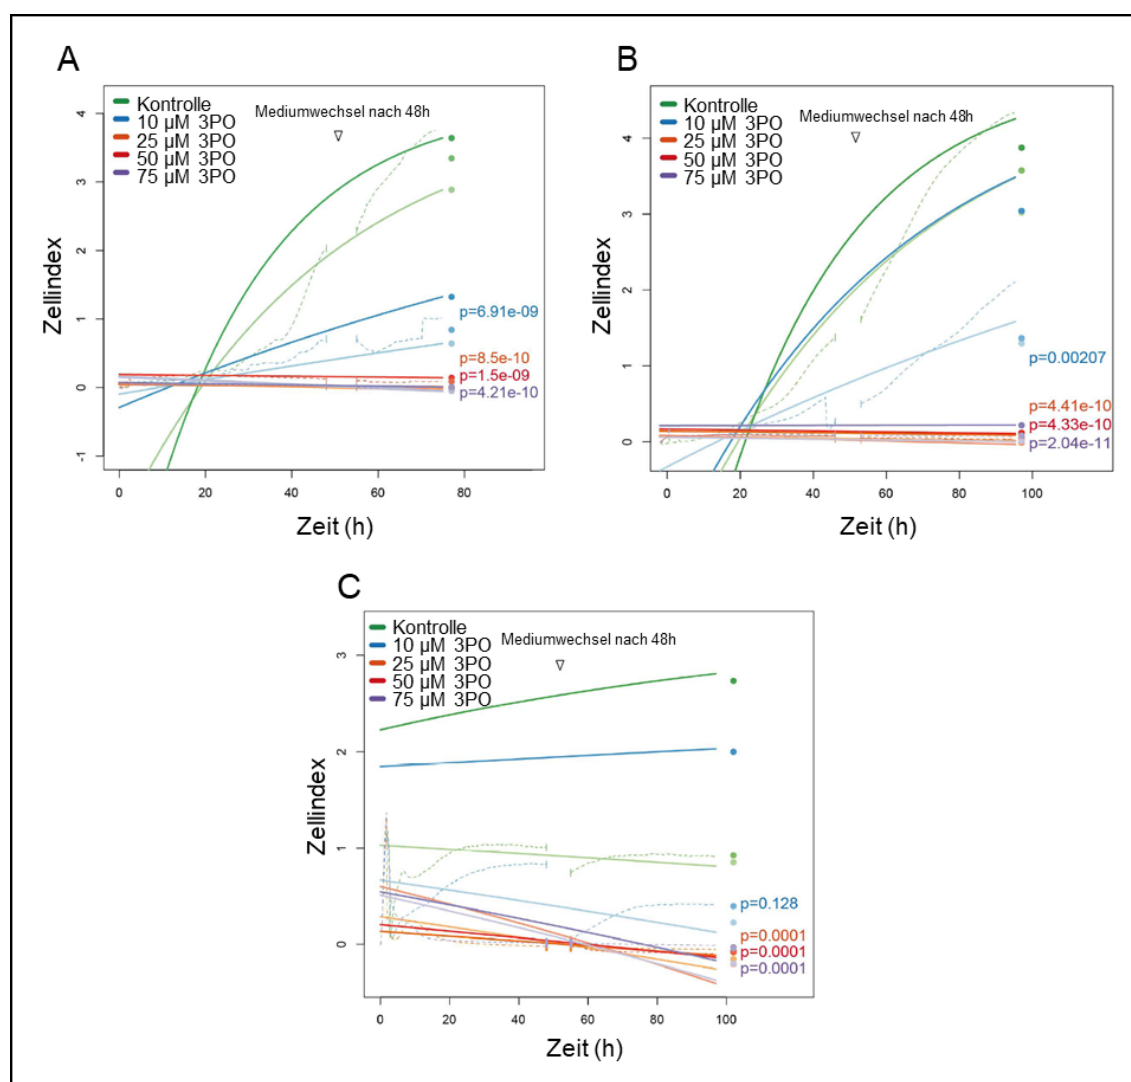 A
Kontrolle
10 µM 3PO
25 µM 3PO
50 µM 3PO
75 µM 3PO
Mediumwechsel nach 48h
Zellindex
4
3
2
1
0
-1
p=6.91e-09
p=8.5e-10
p=1.5e-09
p=4.21e-10
0 20 40 60 80
Zeit (h)
B
Kontrolle
10 µM 3PO
25 µM 3PO
50 µM 3PO
75 µM 3PO
Mediumwechsel nach 48h
Zellindex
4
3
2
1
0
p=0.00207
p=4.41e-10
p=4.33e-10
p=2.04e-11
0 20 40 60 80 100
Zeit (h)
C
Kontrolle
10 µM 3PO
25 µM 3PO
50 µM 3PO
75 µM 3PO
Mediumwechsel nach 48h
Zellindex
3
2
1
0
p=0.128
p=0.0001
p=0.0001
p=0.0001
0 20 40 60 80 100
Zeit (h)